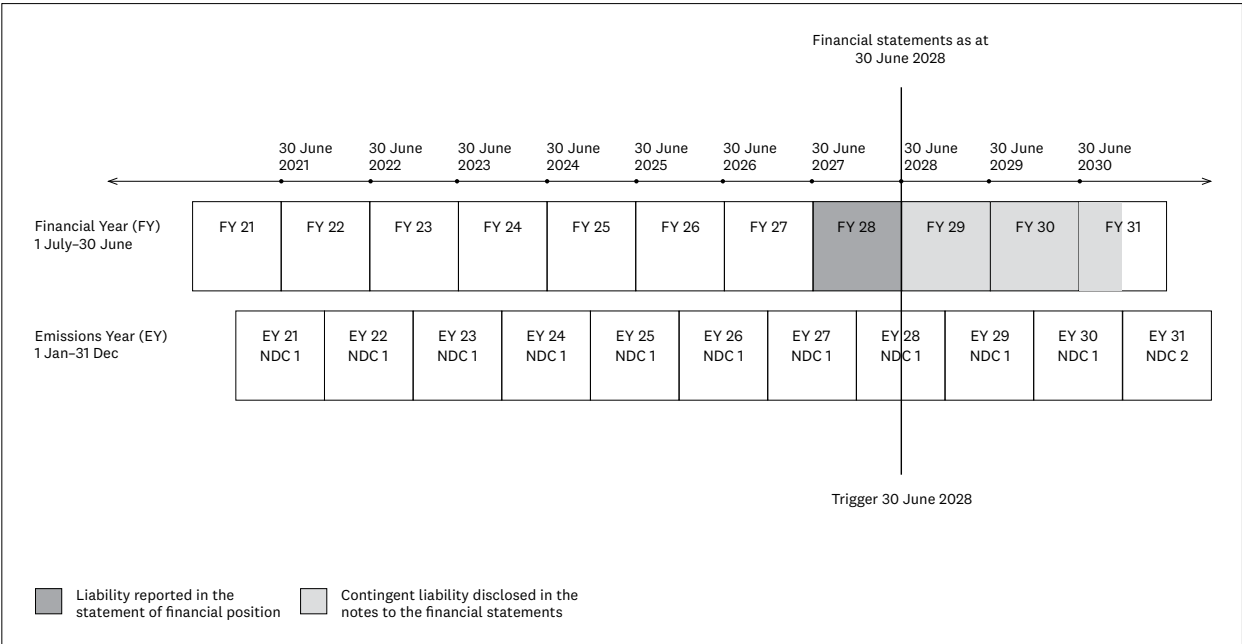 Financial statements as at
30 June 2028
30 June 30 June 30 June 30 June 30 June 30 June 30 June 30 June 30 June 30 June
2021 2022 2023 2024 2025 2026 2027 2028 2029 2030
Financial Year (FY)
1 July–30 June
FY 21 FY 22 FY 23 FY 24 FY 25 FY 26 FY 27 FY 28 FY 29 FY 30 FY 31
Emissions Year (EY)
1 Jan–31 Dec
EY 21 EY 22 EY 23 EY 24 EY 25 EY 26 EY 27 EY 28 EY 29 EY 30 EY 31
NDC 1 NDC 1 NDC 1 NDC 1 NDC 1 NDC 1 NDC 1 NDC 1 NDC 1 NDC 1 NDC 2
Trigger 30 June 2028
Liability reported in the
statement of financial position
Contingent liability disclosed in the
notes to the financial statements